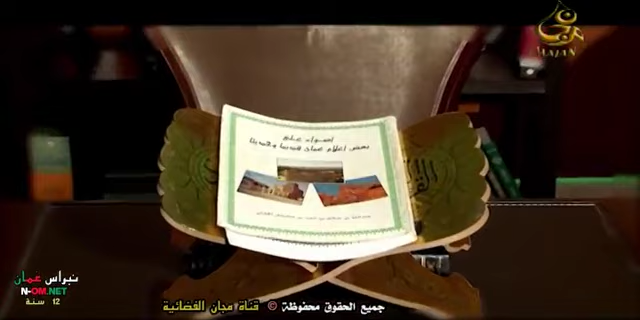 MAJAN
أضواء على
بعض أعلام عمان قديما وحديثا
نبراس عمان
N-OM.NET
12 سنة
جميع الحقوق محفوظة © قناة مجان الفضائية